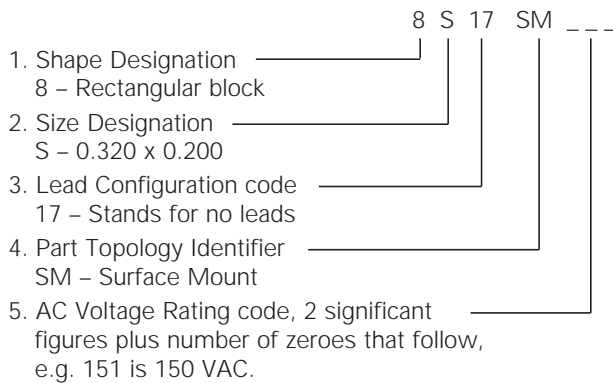 8 S 17 SM _ _ _
1. Shape Designation
8 – Rectangular block
2. Size Designation
S – 0.320 x 0.200
3. Lead Configuration code
17 – Stands for no leads
4. Part Topology Identifier
SM – Surface Mount
5. AC Voltage Rating code, 2 significant
figures plus number of zeroes that follow,
e.g. 151 is 150 VAC.